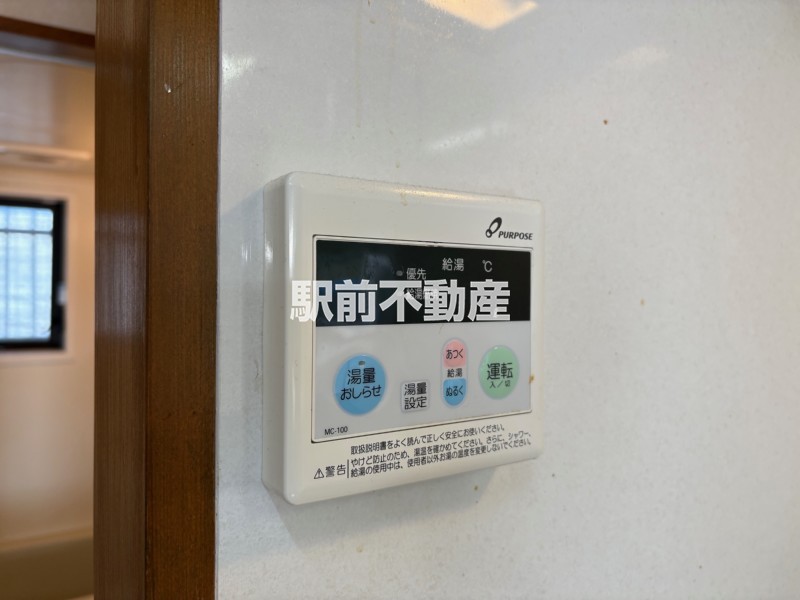 PURPOSE
給湯 ℃
優先
駅前不動産
湯量
おしらせ
湯量
設定
あつく
給湯
ぬるく
運転
入／切
MC-100
⚠警告
取扱説明書をよく読んで正しく安全にお使いください。
やけど防止のため、湯温を確かめてください。さらに、シャワー、
給湯の使用中は、使用者以外お湯の温度を変更しないでください。